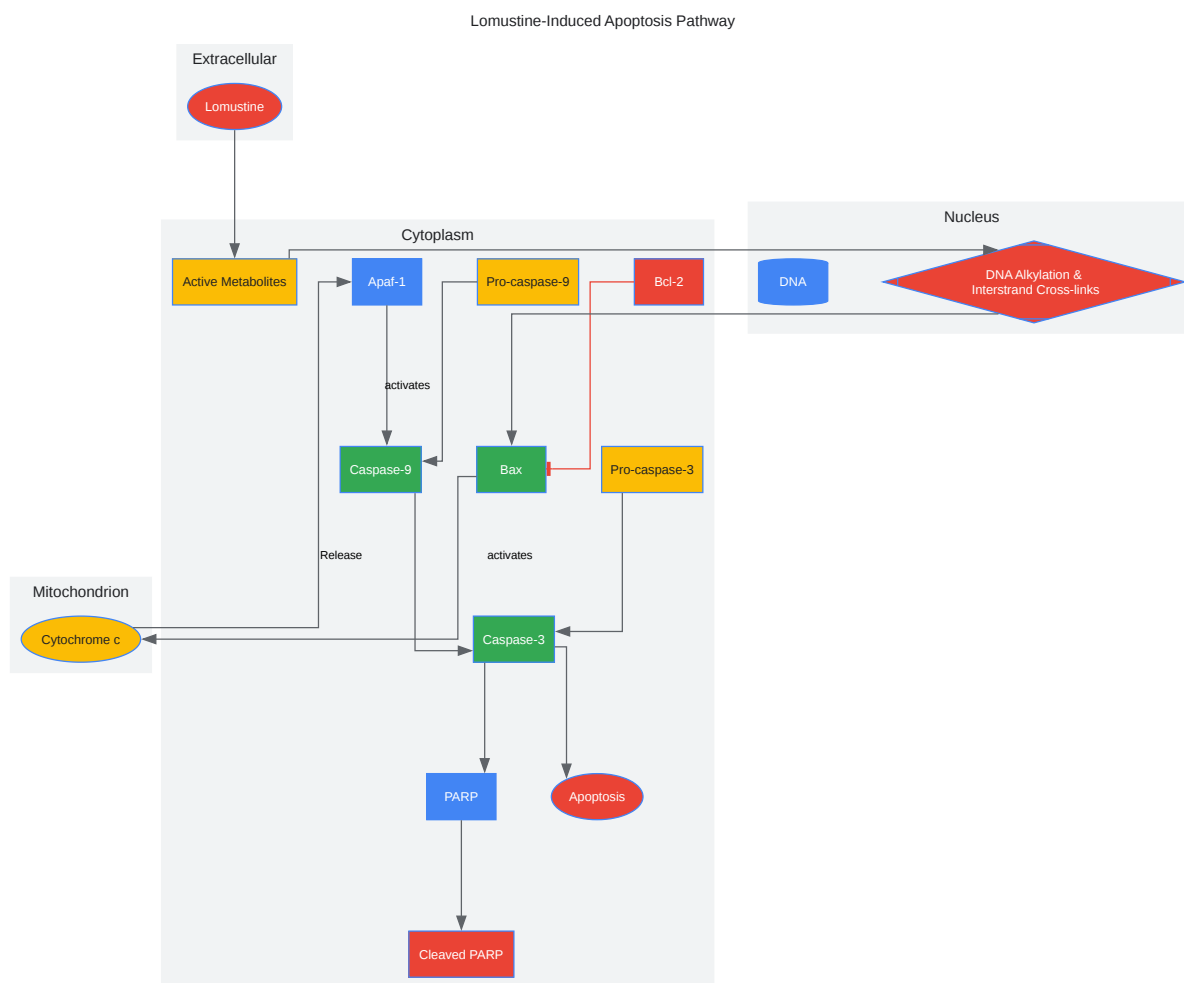 Lomustine-Induced Apoptosis Pathway
Extracellular
Lomustine
Nucleus
Cytoplasm
Active Metabolites
Apaf-1
Pro-caspase-9
Bcl-2
DNA
DNA Alkylation &
Interstrand Cross-links
activates
Caspase-9
Bax
Pro-caspase-3
Release
activates
Mitochondrion
Cytochrome c
Caspase-3
PARP
Apoptosis
Cleaved PARP